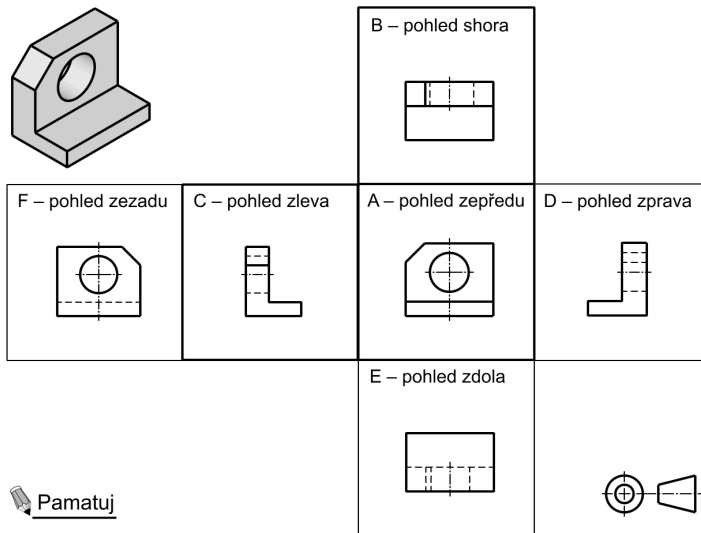 B – pohled shora
F – pohled zezadu
C – pohled zleva
A – pohled zepředu
D – pohled zprava
E – pohled zdola
Pamatuj